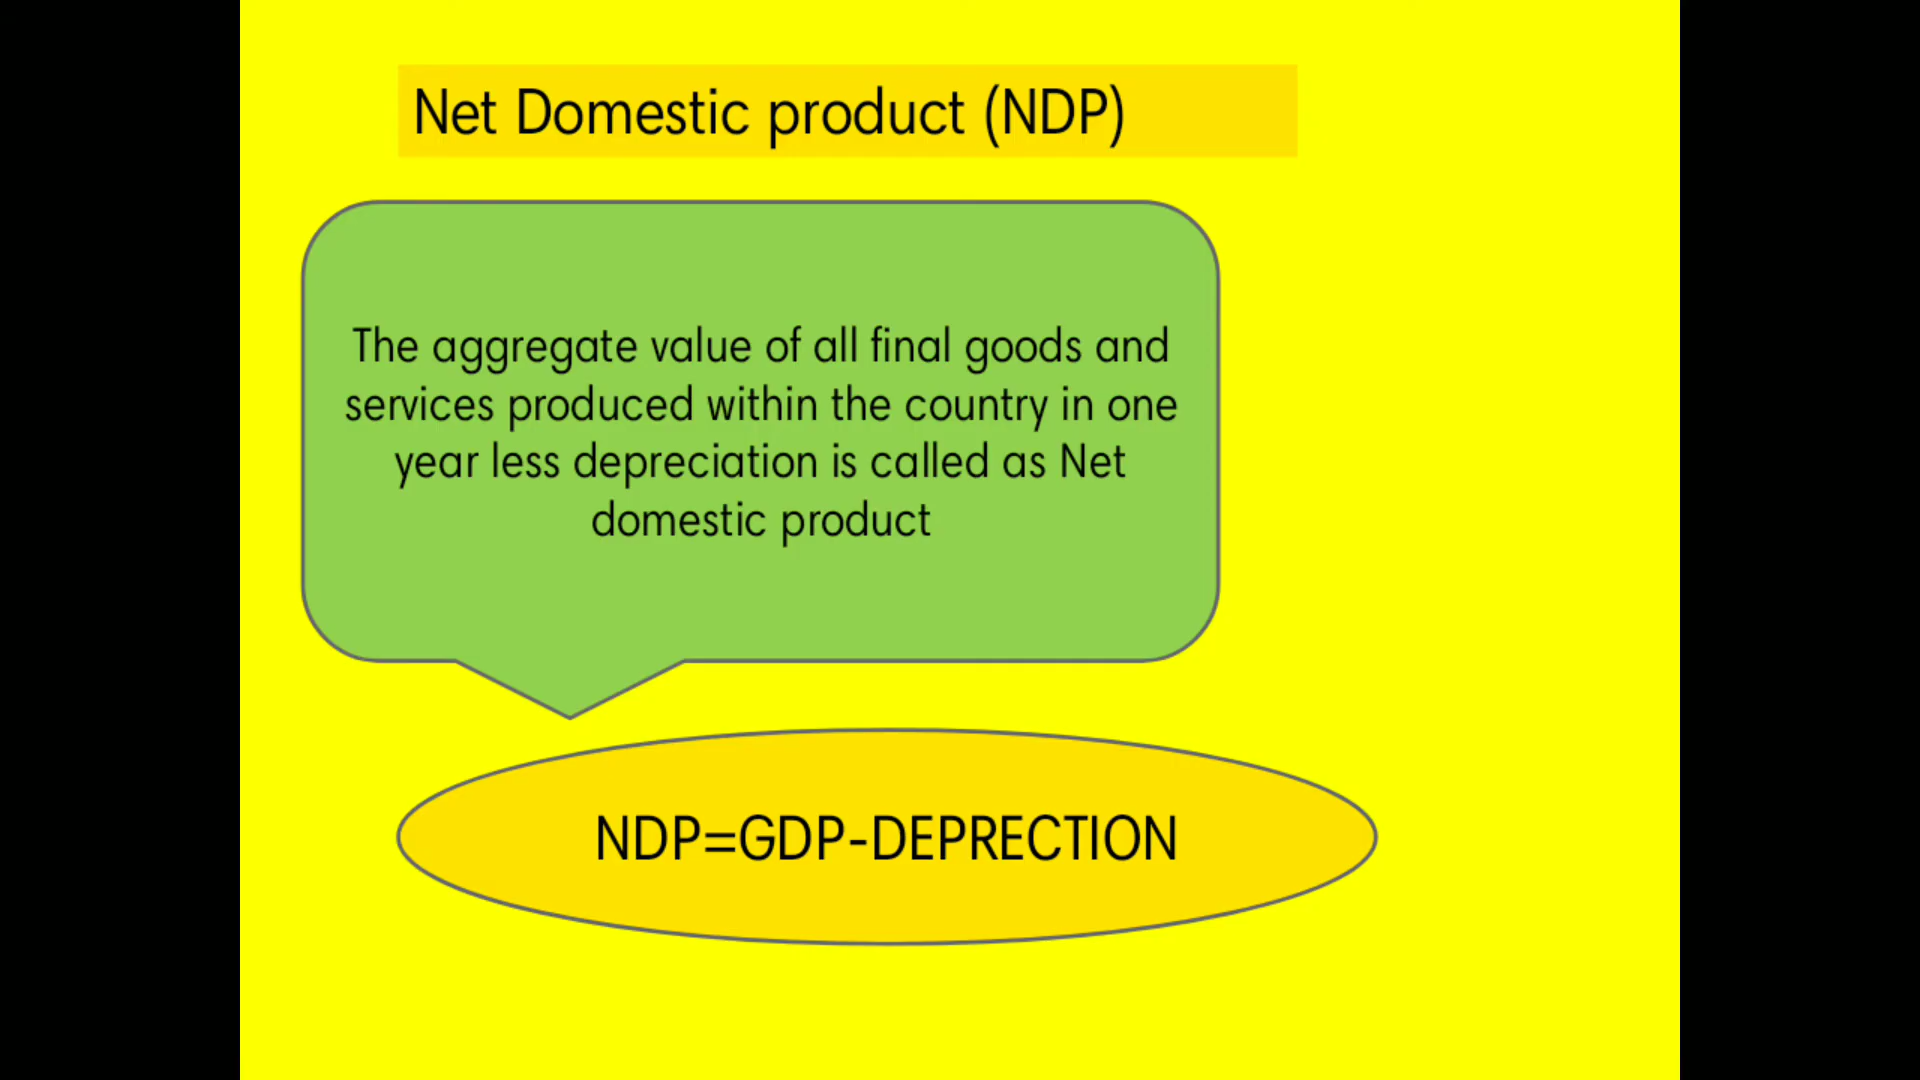 Net Domestic product (NDP)
The aggregate value of all final goods and
services produced within the country in one
year less depreciation is called as Net
domestic product
NDP=GDP-DEPRECTION